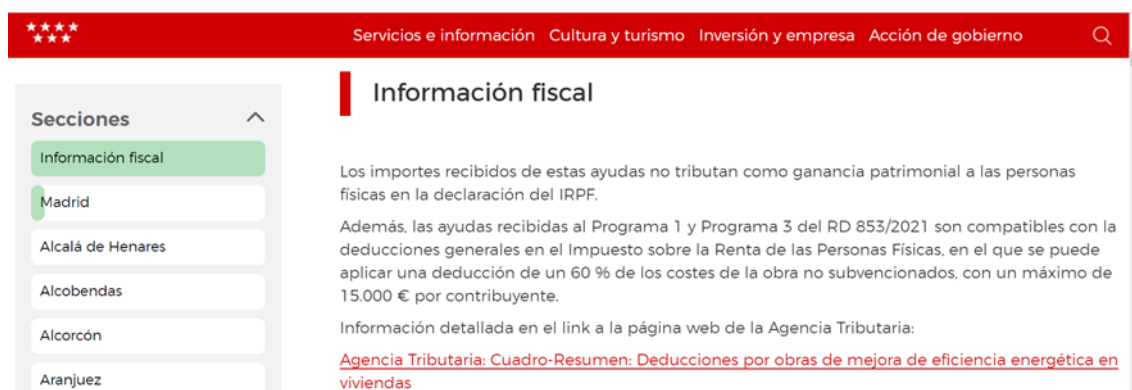 Servicios e información Cultura y turismo Inversión y empresa Acción de gobierno
Secciones
Información fiscal
Madrid
Alcalá de Henares
Alcobendas
Alcorcón
Aranjuez
Información fiscal
Los importes recibidos de estas ayudas no tributan como ganancia patrimonial a las personas
físicas en la declaración del IRPF.
Además, las ayudas recibidas al Programa 1 y Programa 3 del RD 853/2021 son compatibles con la
deducciones generales en el Impuesto sobre la Renta de las Personas Físicas, en el que se puede
aplicar una deducción de un 60 % de los costes de la obra no subvencionados, con un máximo de
15.000 € por contribuyente.
Información detallada en el link a la página web de la Agencia Tributaria:
Agencia Tributaria: Cuadro-Resumen: Deducciones por obras de mejora de eficiencia energética en
viviendas